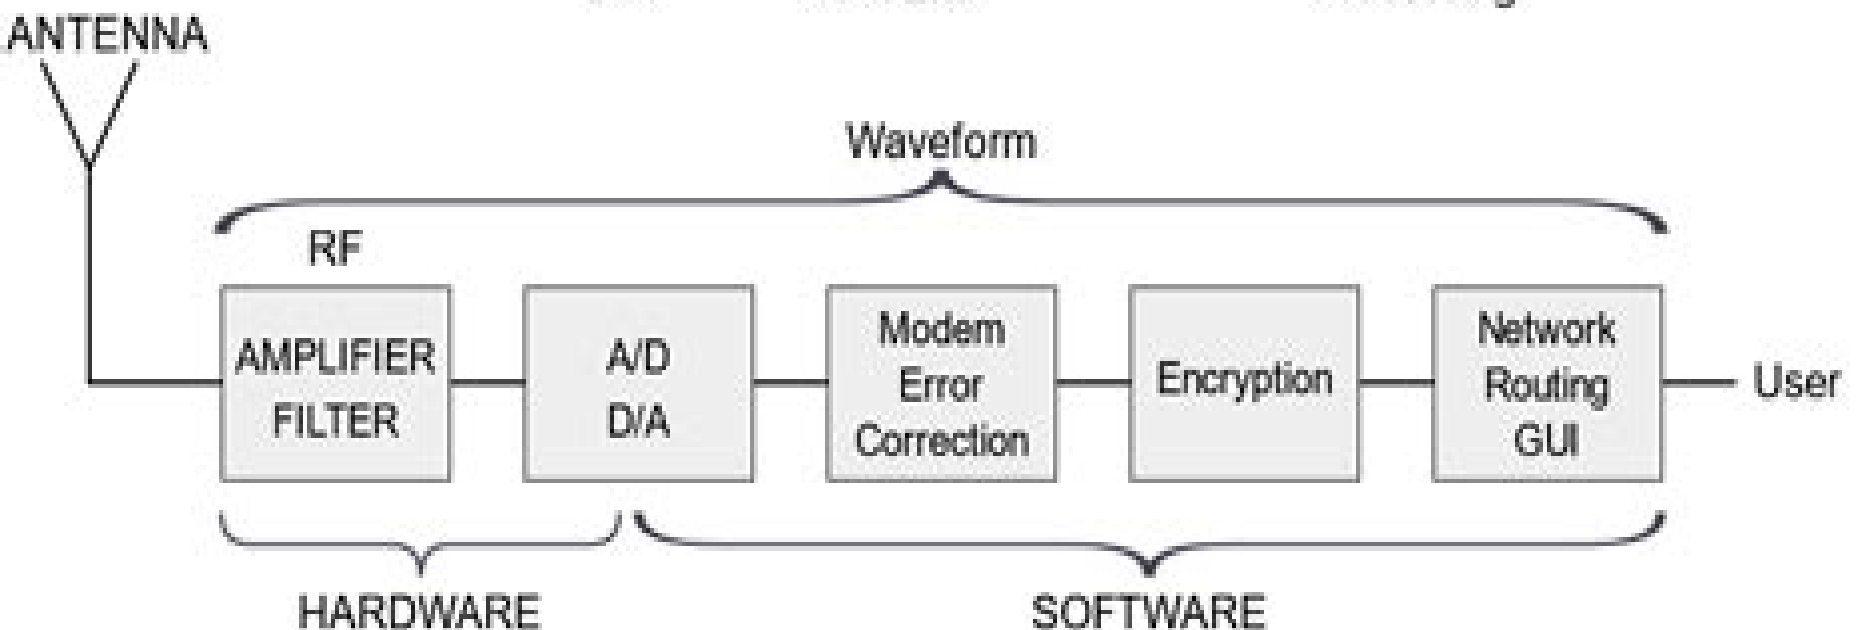 ANTENNA
Waveform
RF
AMPLIFIER
FILTER
A/D
D/A
Modem
Error
Correction
Encryption
Network
Routing
GUI
User
HARDWARE
SOFTWARE